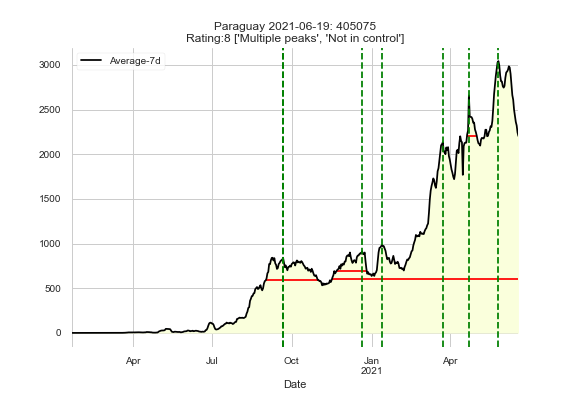 Paraguay 2021-06-19: 405075
Rating:8 ['Multiple peaks', 'Not in control']
Average-7d
3000
2500
2000
1500
1000
500
0
Apr Jul Oct Jan Apr
2021
Date